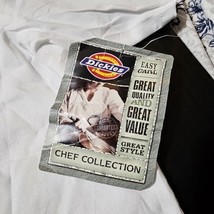 Dickies
EASY
CARE
GREAT
QUALITY
AND
GREAT
VALUE
GREAT
STYLE
CHEF COLLECTION